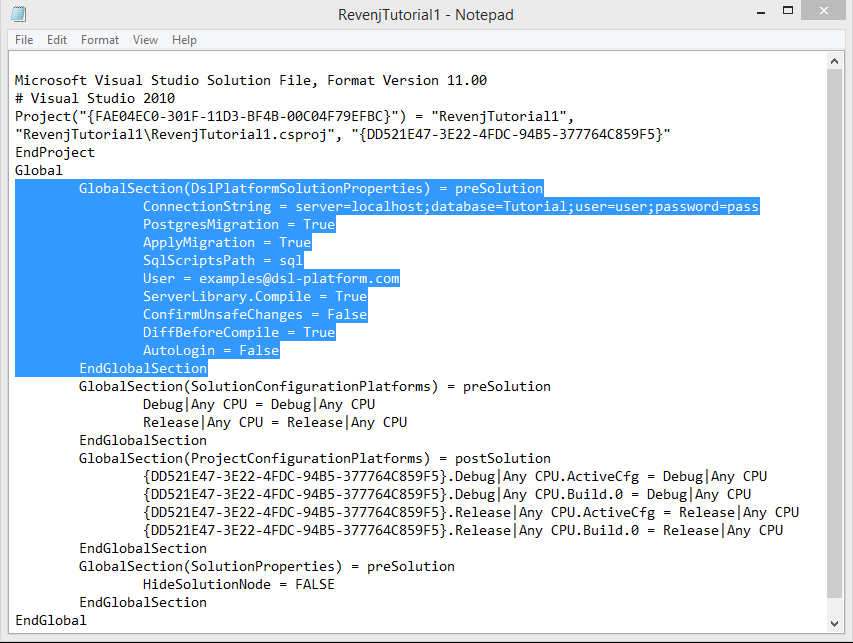 RevenjTutorial1 - Notepad
File Edit Format View Help
Microsoft Visual Studio Solution File, Format Version 11.00
# Visual Studio 2010
Project("{FAE04EC0-301F-11D3-BF4B-00C04F79EFBC}") = "RevenjTutorial1",
"RevenjTutorial1\RevenjTutorial1.csproj", "{DD521E47-3E22-4FDC-94B5-377764C859F5}"
EndProject
Global
GlobalSection(DslPlatformSolutionProperties) = preSolution
ConnectionString = server=localhost;database=Tutorial;user=user;password=pass
PostgresMigration = True
ApplyMigration = True
SqlScriptsPath = sql
User = examples@dsl-platform.com
ServerLibrary.Compile = True
ConfirmUnsafeChanges = False
DiffBeforeCompile = True
AutoLogin = False
EndGlobalSection
GlobalSection(SolutionConfigurationPlatforms) = preSolution
Debug|Any CPU = Debug|Any CPU
Release|Any CPU = Release|Any CPU
EndGlobalSection
GlobalSection(ProjectConfigurationPlatforms) = postSolution
{DD521E47-3E22-4FDC-94B5-377764C859F5}.Debug|Any CPU.ActiveCfg = Debug|Any CPU
{DD521E47-3E22-4FDC-94B5-377764C859F5}.Debug|Any CPU.Build.0 = Debug|Any CPU
{DD521E47-3E22-4FDC-94B5-377764C859F5}.Release|Any CPU.ActiveCfg = Release|Any CPU
{DD521E47-3E22-4FDC-94B5-377764C859F5}.Release|Any CPU.Build.0 = Release|Any CPU
EndGlobalSection
GlobalSection(SolutionProperties) = preSolution
HideSolutionNode = FALSE
EndGlobalSection
EndGlobal